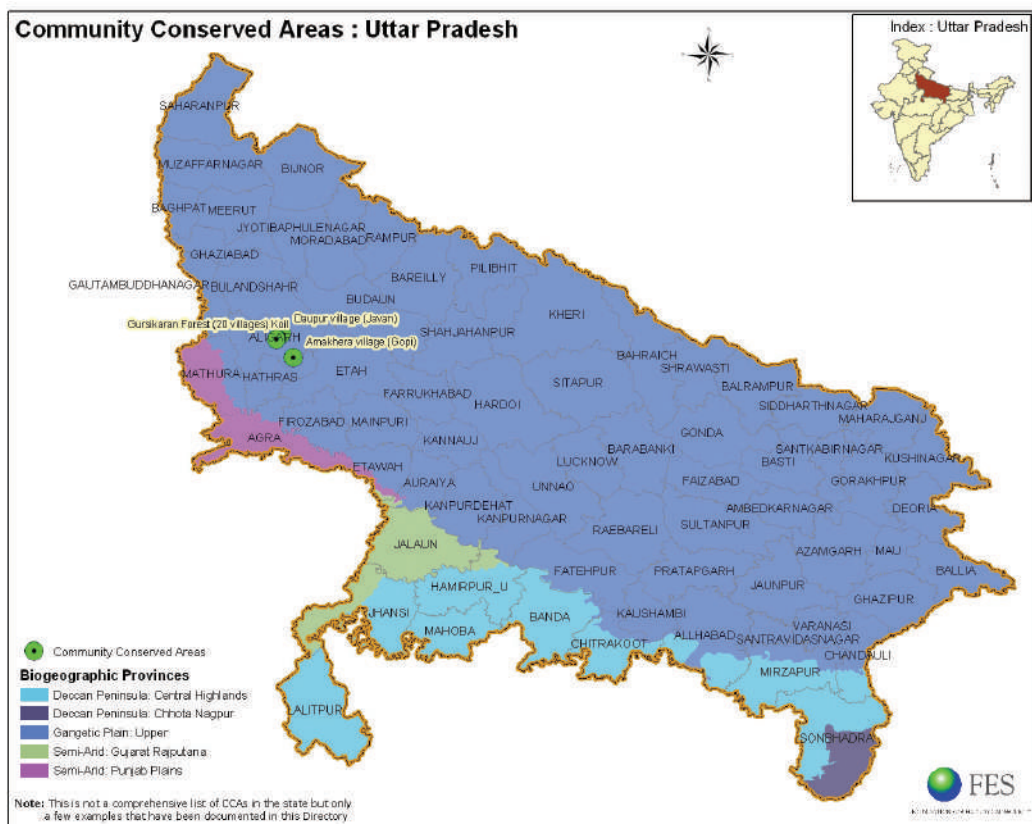 Community Conserved Areas : Uttar Pradesh
Index : Uttar Pradesh
SAHARANPUR
MUZAFFARNAGAR
BIJNOR
BAGHPAT
MEERUT
JYOTIBAPHULENAGAR
MORADABAD
RAMPUR
GHAZIABAD
PILIBHIT
BAREILLY
GAUTAMBUDDHANAGAR
BULANDSHAHR
BUDAUN
KHERI
Daupur village (Javan)
Gursikaran Forest (20 villages) Koil
SHAHJAHANPUR
ALIGARH
Amakhera village (Gopi)
BAHRAICH
SHRAWASTI
MATHURA
HATHRAS
ETAH
SITAPUR
BALRAMPUR
FARRUKHABAD
HARDOI
SIDDHARTHNAGAR
MAHARAJGANJ
FIROZABAD
MAINPURI
AGRA
KANNAUJ
GONDA
BARABANKI
SANTKABIRNAGAR
KUSHINAGAR
ETAWAH
LUCKNOW
BASTI
AURAIYA
UNNAO
FAIZABAD
GORAKHPUR
KANPURDEHAT
KANPURNAGAR
AMBEDKARNAGAR
DEORIA
RAEBARELI
SULTANPUR
JALAUN
AZAMGARH
MAU
FATEHPUR
PRATAPGARH
BALLIA
HAMIRPUR_U
JAUNPUR
GHAZIPUR
JHANSI
BANDA
KAUSHAMBI
MAHOBA
VARANASI
ALLHABAD
SANTRAVIDASNAGAR
CHITRAKOOT
CHANDAULI
MIRZAPUR
LALITPUR
SONBHADRA
Community Conserved Areas
Biogeographic Provinces
Deccan Peninsula: Central Highlands
Deccan Peninsula: Chhota Nagpur
Gangetic Plain: Upper
Semi-Arid: Gujarat Rajputana
Semi-Arid: Punjab Plains
Note: This is not a comprehensive list of CCAs in the state but only
a few examples that have been documented in this Directory
FES